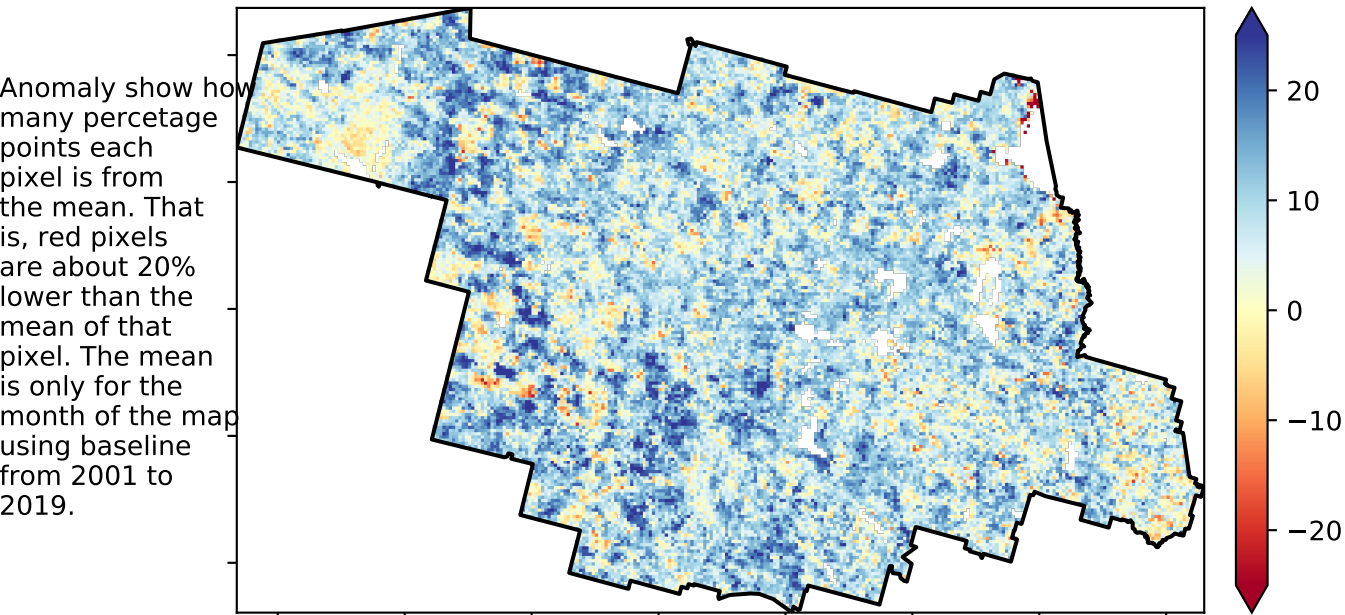 Anomaly show how
many percetage
points each
pixel is from
the mean. That
is, red pixels
are about 20%
lower than the
mean of that
pixel. The mean
is only for the
month of the map
using baseline
from 2001 to
2019.
20
10
0
−10
−20